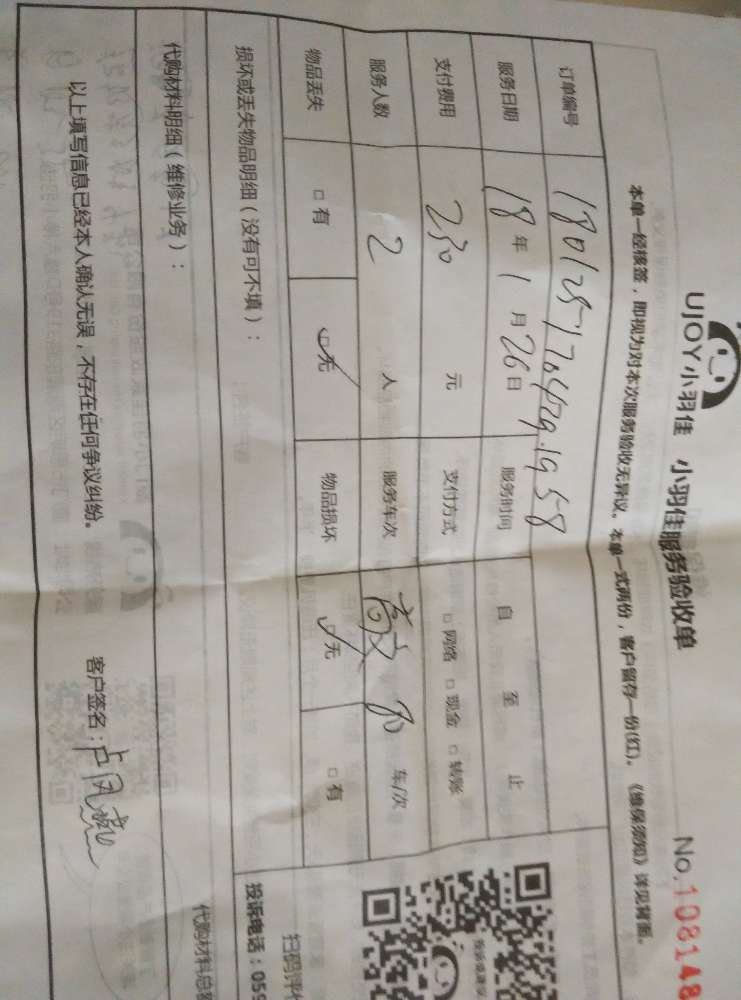 UJOY小羽佳 小羽佳服务验收单 No.108148
本单一经核签，即视为对本次服务验收无异议。本单一式两份，客户留存一份(红)。《维保须知》详见背面。
订单编号 180125-1
服务日期 18 年 1 月 26 日 服务时间 自 至 止
支付费用 230 元 支付方式 □网络 □现金 □转账
服务人数 2 人 服务车次 车/次
物品丢失 □有 □无 物品损坏 □无 □有
损坏或丢失物品明细（没有可不填）：
代购材料明细（维修业务）：
以上填写信息已经本人确认无误，不存在任何争议纠纷。 客户签名：
投诉电话：059
代购材料总